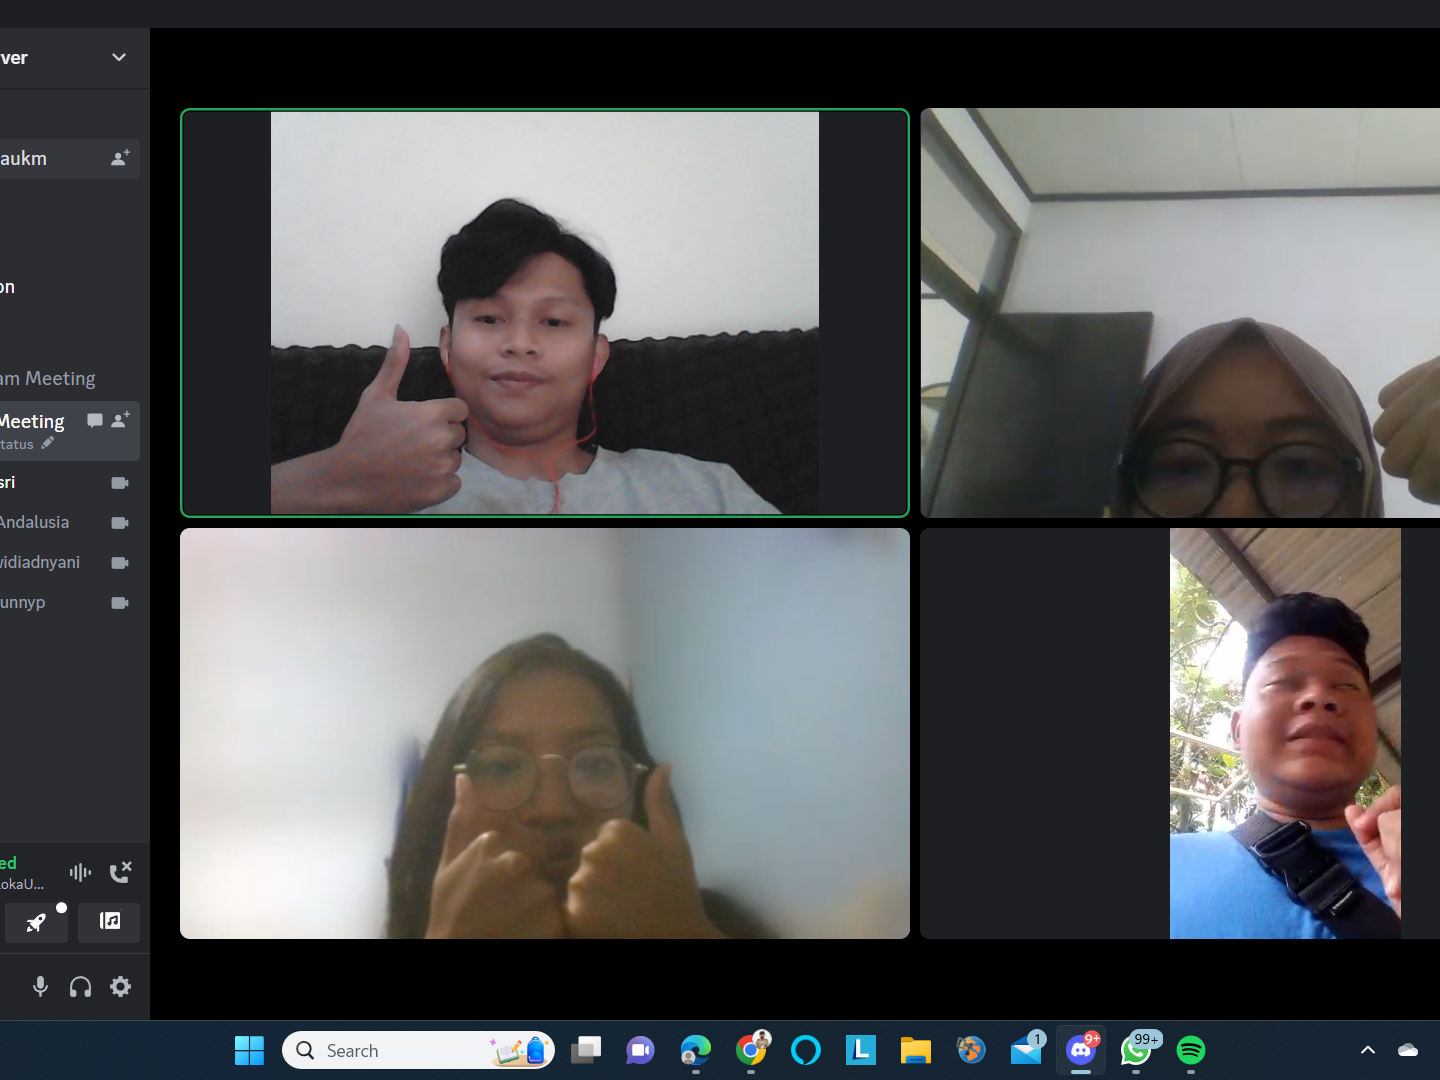 ver
aukm
on
am Meeting
Meeting
tatus
sri
Andalusia
vidiadnyani
unnyp
ed
okaU...
Search
L
1
9+
99+